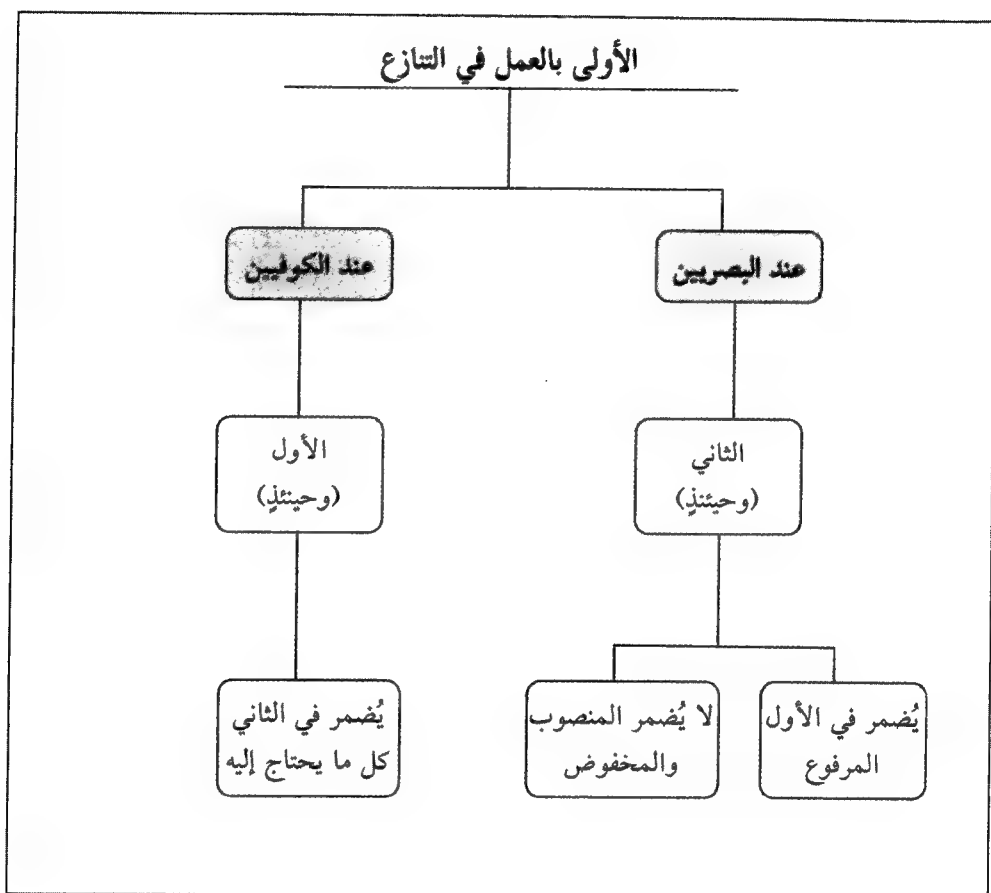 الأولى بالعمل في التنازع
عند البصريين
عند الكوفيين
الثاني
(وحينئذٍ)
الأول
(وحينئذٍ)
يُضمر في الأول
المرفوع
لا يُضمر المنصوب
والمخفوض
يُضمر في الثاني
كل ما يحتاج إليه